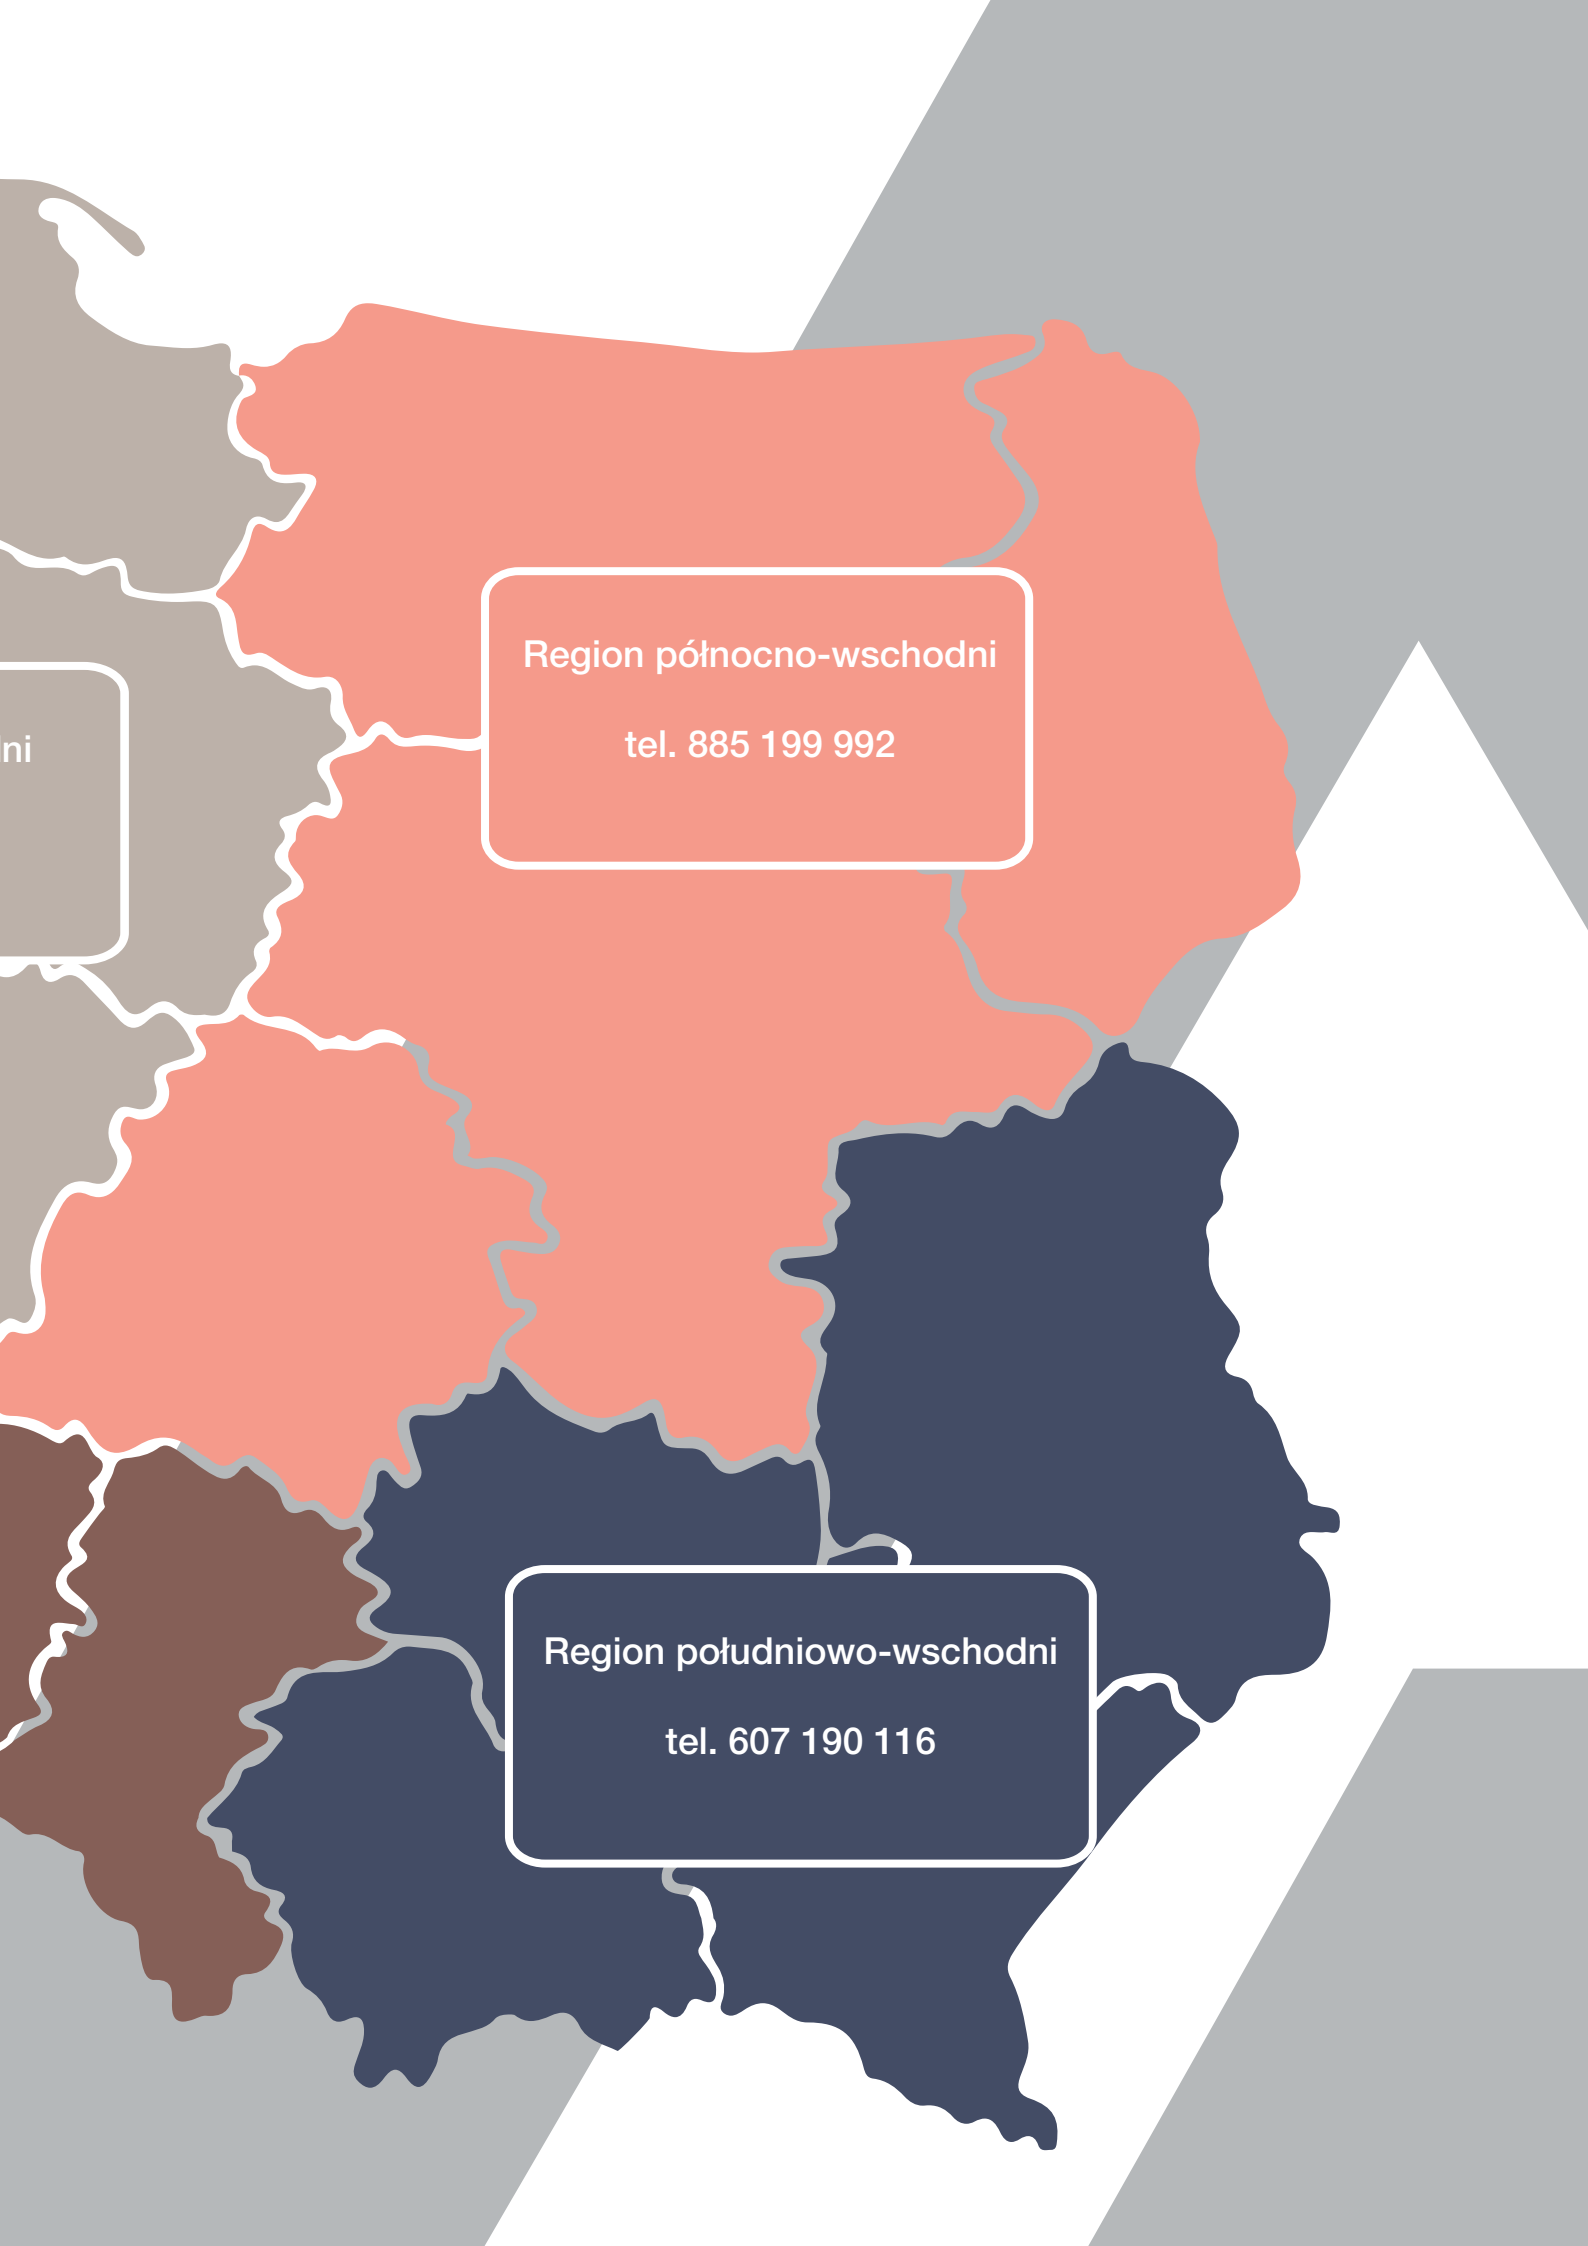 Region północno-wschodni
tel. 885 199 992
Region południowo-wschodni
tel. 607 190 116